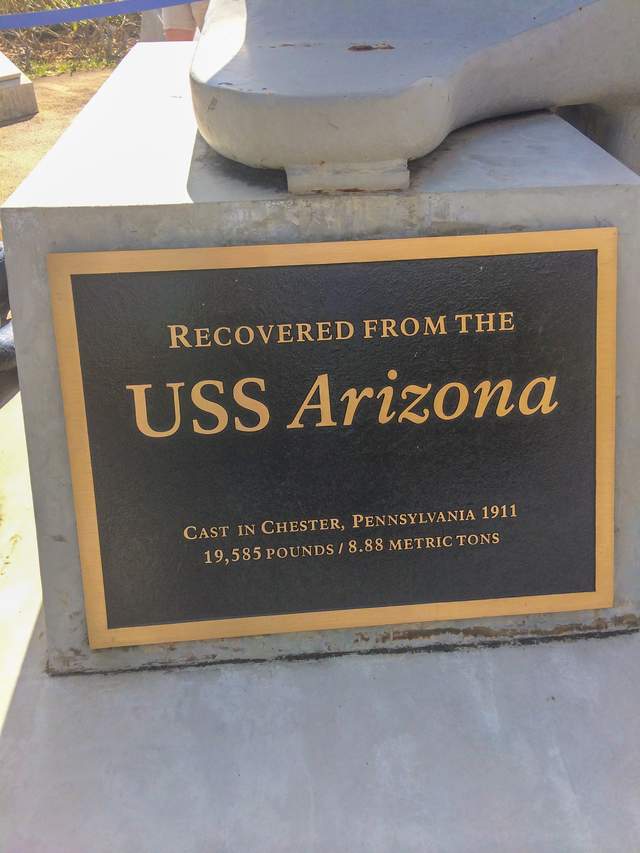 RECOVERED FROM THE
USS Arizona
CAST IN CHESTER, PENNSYLVANIA 1911
19,585 POUNDS / 8.88 METRIC TONS